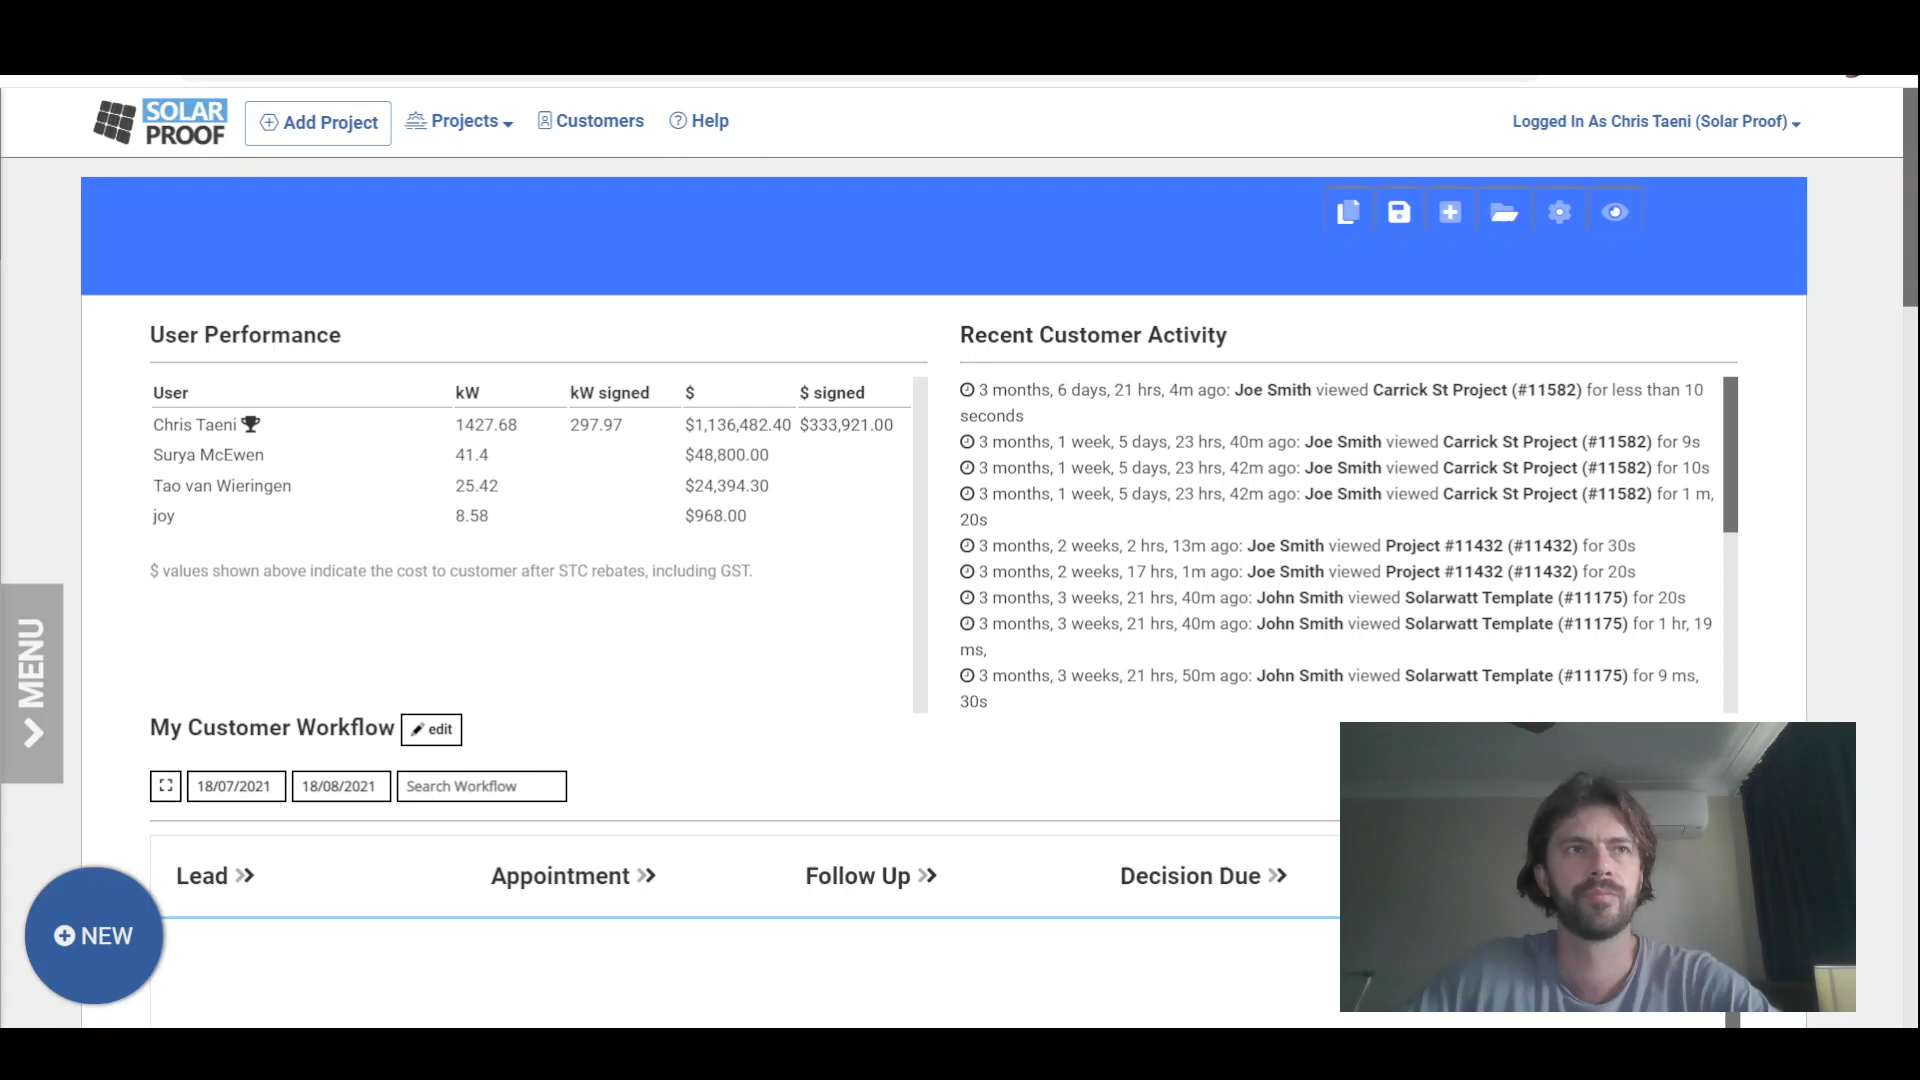 SOLAR
PROOF
Add Project
Projects
Customers
Help
Logged In As Chris Taeni (Solar Proof)
User Performance
User kW kW signed $ $ signed
Chris Taeni 1427.68 297.97 $1,136,482.40 $333,921.00
Surya McEwen 41.4 $48,800.00
Tao van Wieringen 25.42 $24,394.30
joy 8.58 $968.00
$ values shown above indicate the cost to customer after STC rebates, including GST.
Recent Customer Activity
3 months, 6 days, 21 hrs, 4m ago: Joe Smith viewed Carrick St Project (#11582) for less than 10
seconds
3 months, 1 week, 5 days, 23 hrs, 40m ago: Joe Smith viewed Carrick St Project (#11582) for 9s
3 months, 1 week, 5 days, 23 hrs, 42m ago: Joe Smith viewed Carrick St Project (#11582) for 10s
3 months, 1 week, 5 days, 23 hrs, 42m ago: Joe Smith viewed Carrick St Project (#11582) for 1 m,
20s
3 months, 2 weeks, 2 hrs, 13m ago: Joe Smith viewed Project #11432 (#11432) for 30s
3 months, 2 weeks, 17 hrs, 1m ago: Joe Smith viewed Project #11432 (#11432) for 20s
3 months, 3 weeks, 21 hrs, 40m ago: John Smith viewed Solarwatt Template (#11175) for 20s
3 months, 3 weeks, 21 hrs, 40m ago: John Smith viewed Solarwatt Template (#11175) for 1 hr, 19
ms,
3 months, 3 weeks, 21 hrs, 50m ago: John Smith viewed Solarwatt Template (#11175) for 9 ms,
30s
MENU
My Customer Workflow
edit
18/07/2021
18/08/2021
Search Workflow
Lead
Appointment
Follow Up
Decision Due
NEW